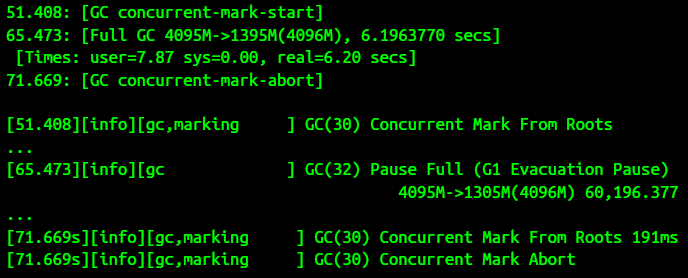 51.408: [GC concurrent-mark-start]
65.473: [Full GC 4095M->1395M(4096M), 6.1963770 secs]
[Times: user=7.87 sys=0.00, real=6.20 secs]
71.669: [GC concurrent-mark-abort]
[51.408][info][gc,marking ] GC(30) Concurrent Mark From Roots
...
[65.473][info][gc ] GC(32) Pause Full (G1 Evacuation Pause)
4095M->1305M(4096M) 60,196.377
...
[71.669s][info][gc,marking ] GC(30) Concurrent Mark From Roots 191ms
[71.669s][info][gc,marking ] GC(30) Concurrent Mark Abort